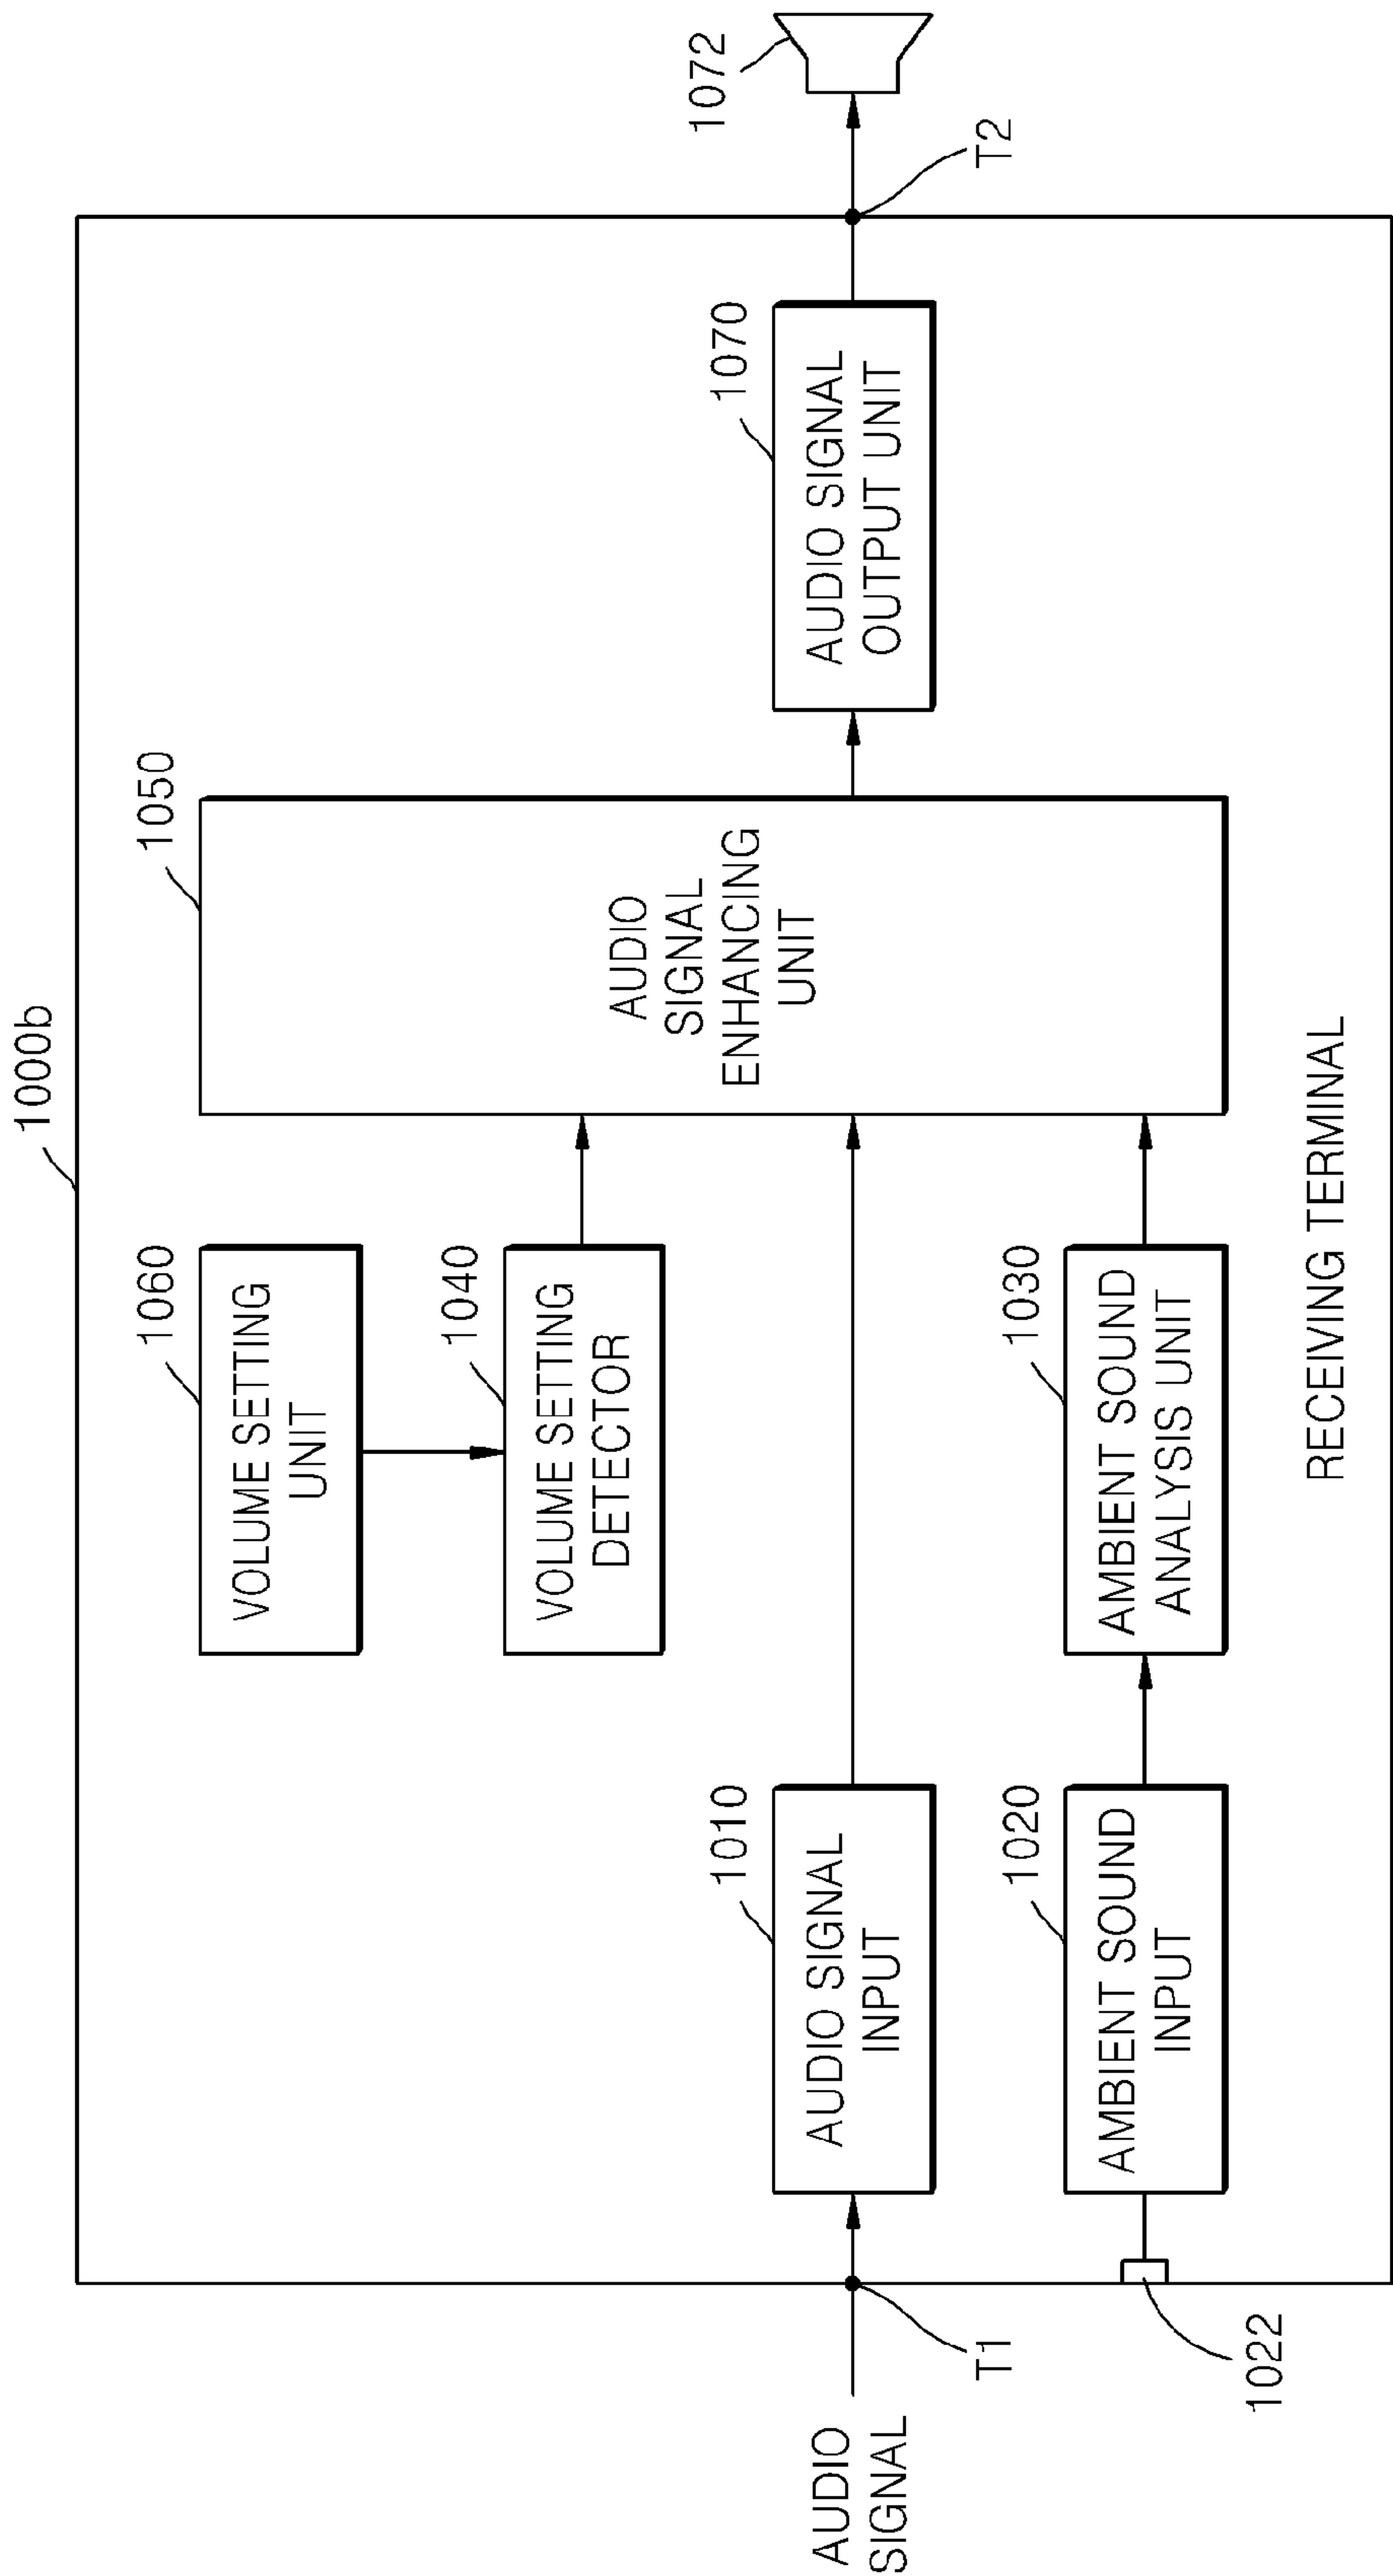 1000b
1060
VOLUME SETTING
UNIT
1040
VOLUME SETTING
DETECTOR
1050
AUDIO
SIGNAL
ENHANCING
UNIT
AUDIO
SIGNAL
T1
1010
AUDIO SIGNAL
INPUT
1070
AUDIO SIGNAL
OUTPUT UNIT
1072
T2
1022
1020
AMBIENT SOUND
INPUT
1030
AMBIENT SOUND
ANALYSIS UNIT
RECEIVING TERMINAL